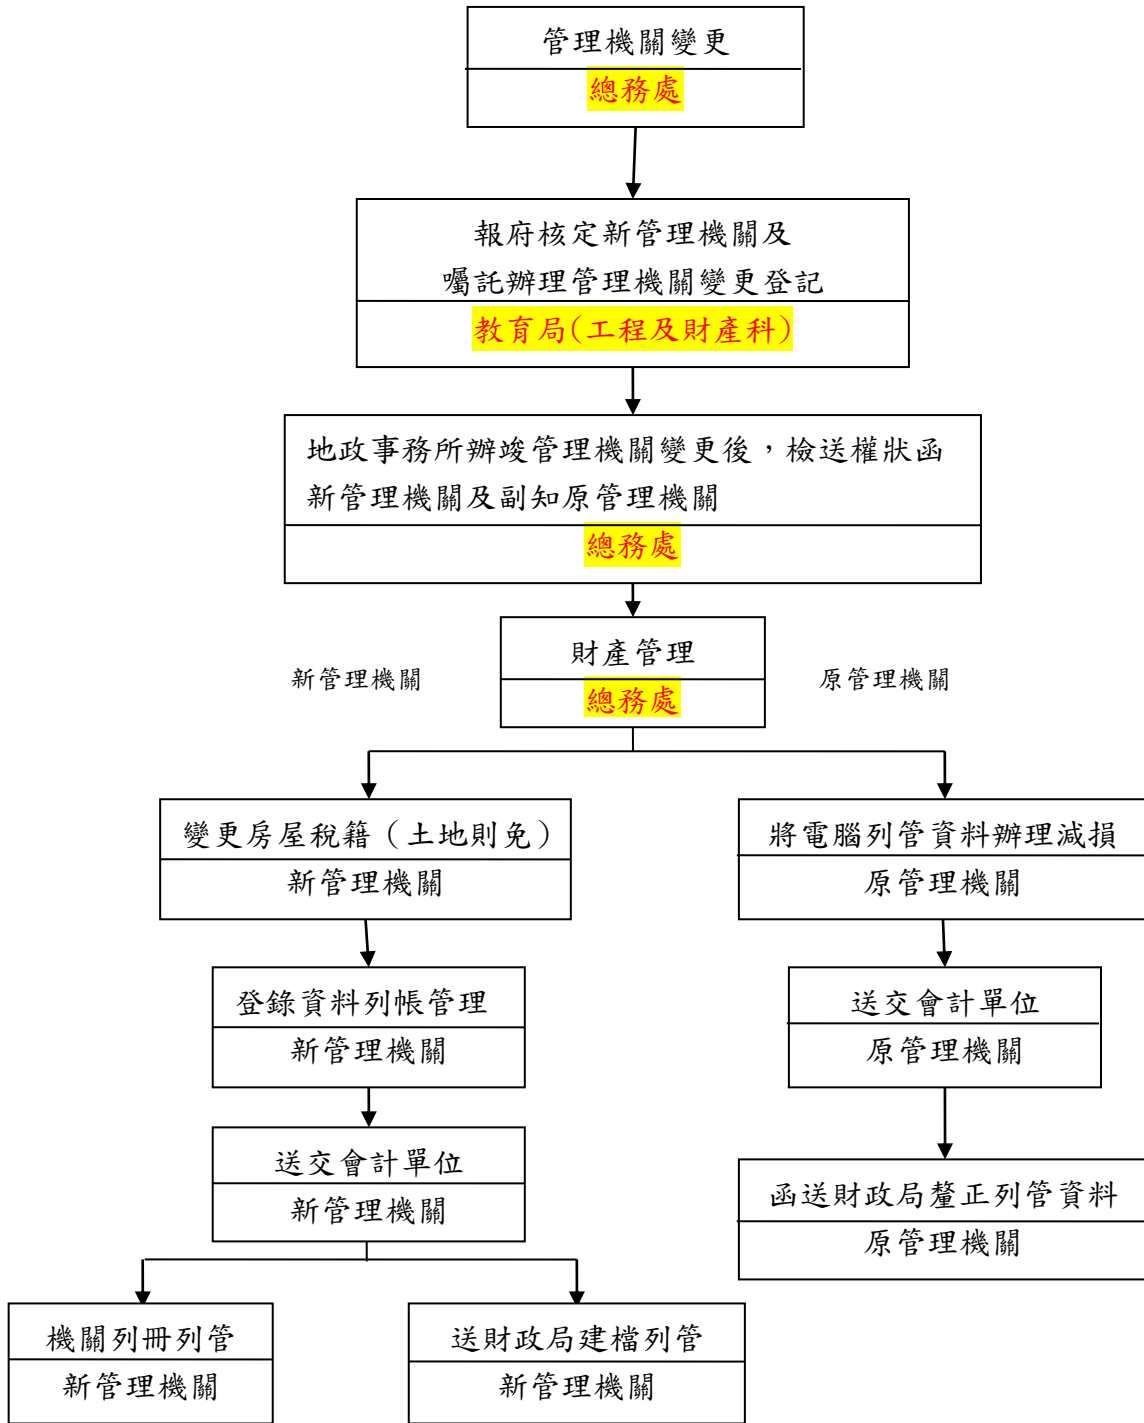 管理機關變更
總務處
報府核定新管理機關及
囑託辦理管理機關變更登記
教育局(工程及財產科)
地政事務所辦竣管理機關變更後，檢送權狀函
新管理機關及副知原管理機關
總務處
財產管理
總務處
新管理機關
原管理機關
變更房屋稅籍（土地則免）
新管理機關
將電腦列管資料辦理減損
原管理機關
登錄資料列帳管理
新管理機關
送交會計單位
原管理機關
送交會計單位
新管理機關
函送財政局釐正列管資料
原管理機關
機關列冊列管
新管理機關
送財政局建檔列管
新管理機關